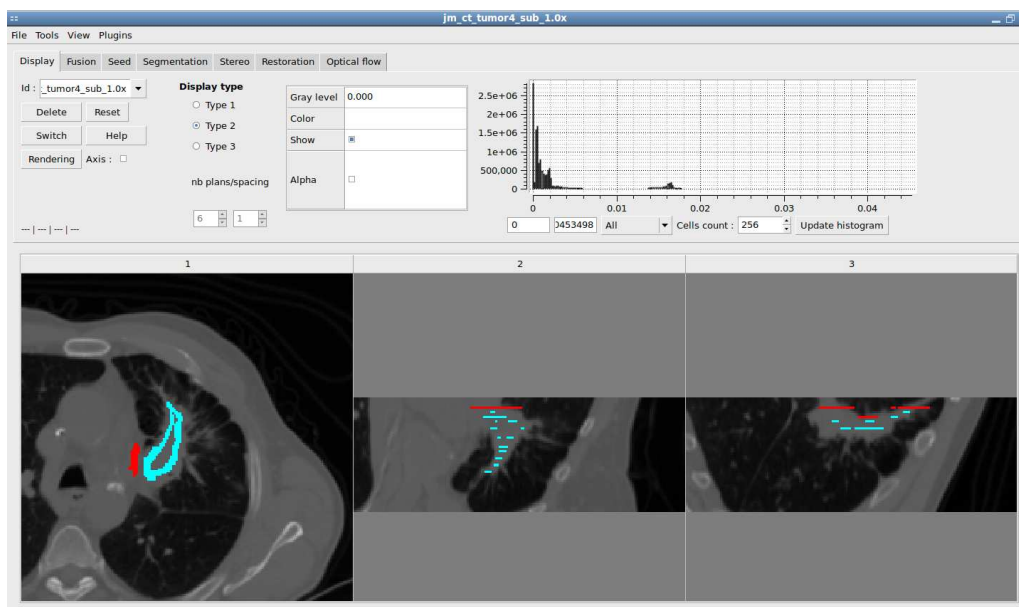 jm_ct_tumor4_sub_1.0x
File Tools View Plugins
Display Fusion Seed Segmentation Stereo Restoration Optical flow
Id : :_tumor4_sub_1.0x
Delete Reset
Switch Help
Rendering Axis :
--- | --- | --- | ---
Display type
Type 1
Type 2
Type 3
nb plans/spacing
6 1
Gray level 0.000
Color
Show
Alpha
2.5e+06
2e+06
1.5e+06
1e+06
500,000
0
0 0.01 0.02 0.03 0.04
0 0453498 All Cells count : 256 Update histogram
1 2 3